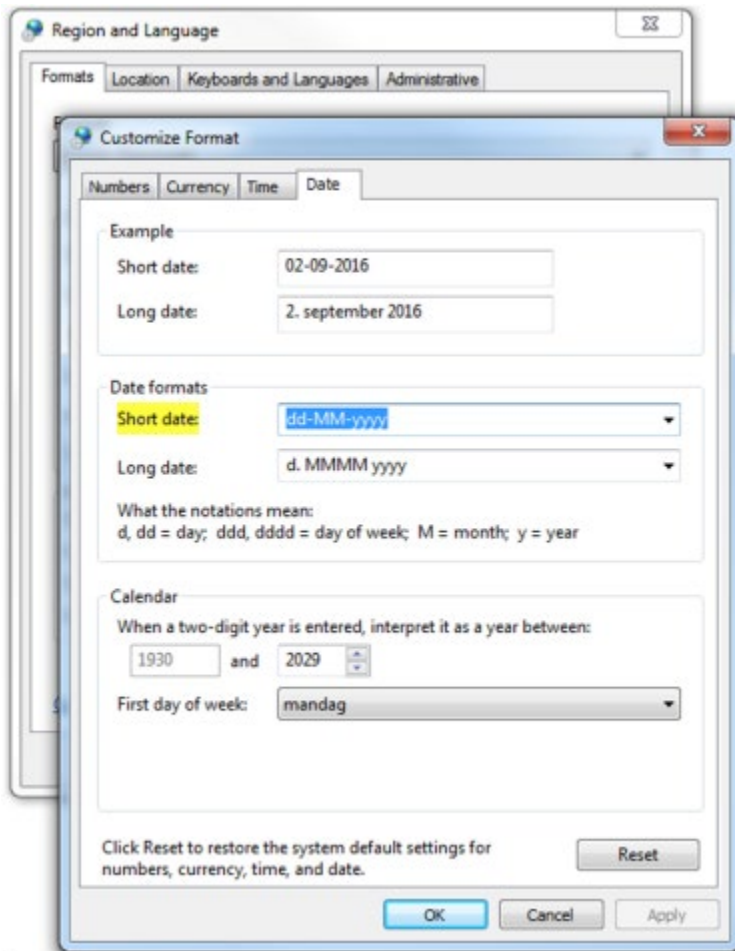 Region and Language
Formats Location Keyboards and Languages Administrative
Customize Format
Numbers Currency Time Date
Example
Short date: 02-09-2016
Long date: 2. september 2016
Date formats
Short date: dd-MM-yyyy
Long date: d. MMMM yyyy
What the notations mean:
d, dd = day; ddd, dddd = day of week; M = month; y = year
Calendar
When a two-digit year is entered, interpret it as a year between:
1930 and 2029
First day of week: mandag
Click Reset to restore the system default settings for
numbers, currency, time, and date.
Reset
OK Cancel Apply